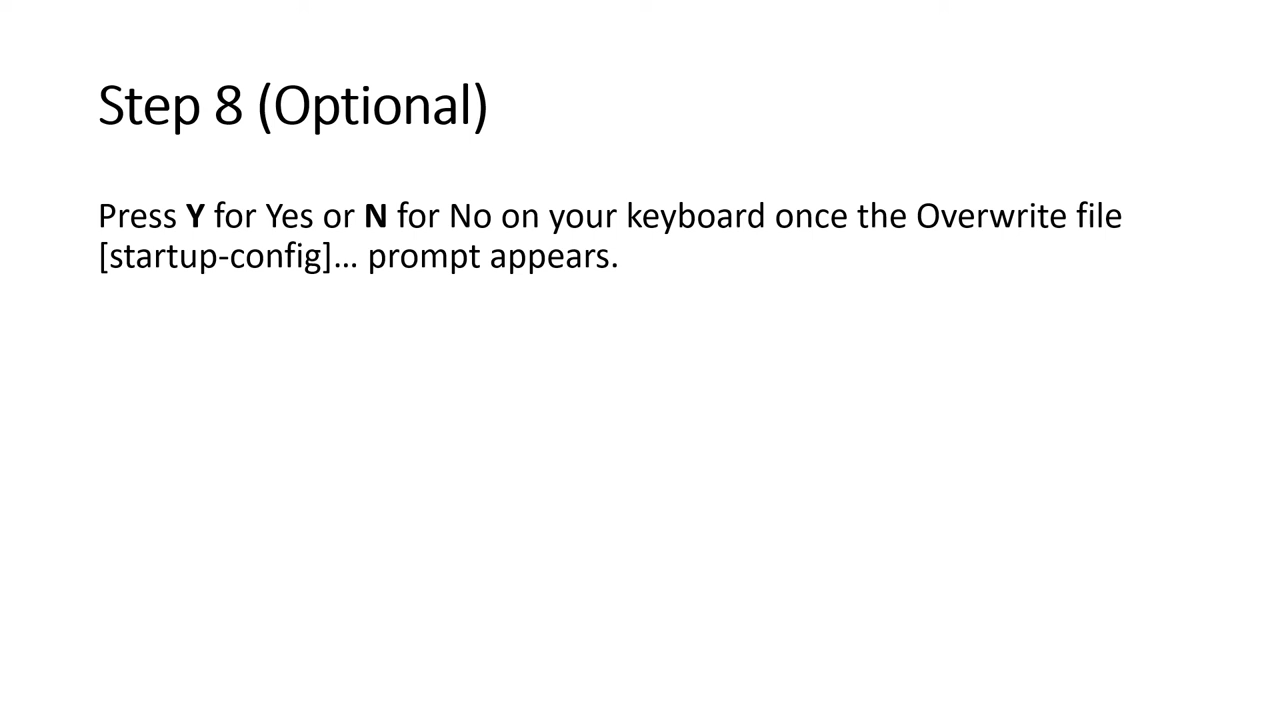 Step 8 (Optional)
Press Y for Yes or N for No on your keyboard once the Overwrite file
[startup-config]… prompt appears.